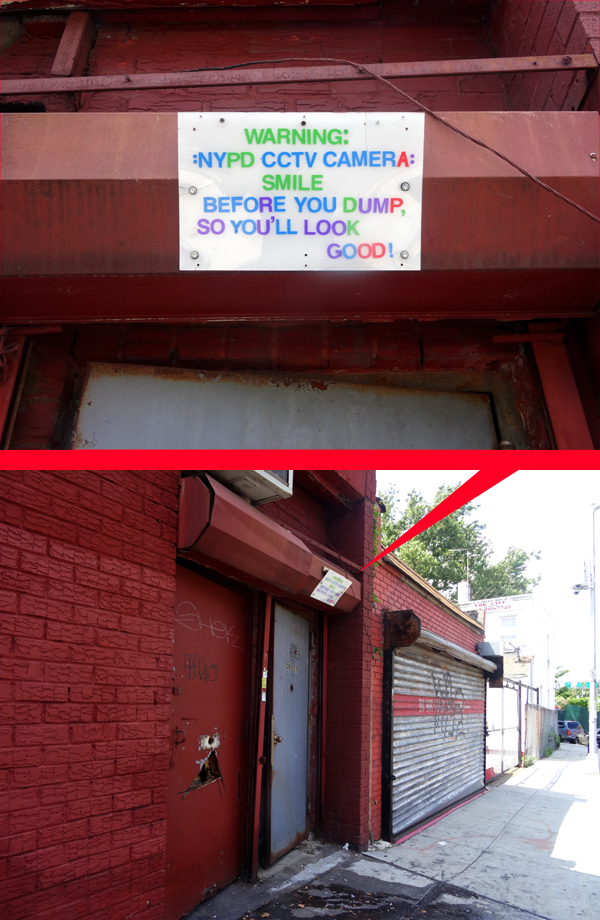 WARNING:
:NYPD CCTV CAMERA:
SMILE
BEFORE YOU DUMP,
SO YOU'LL LOOK
GOOD!